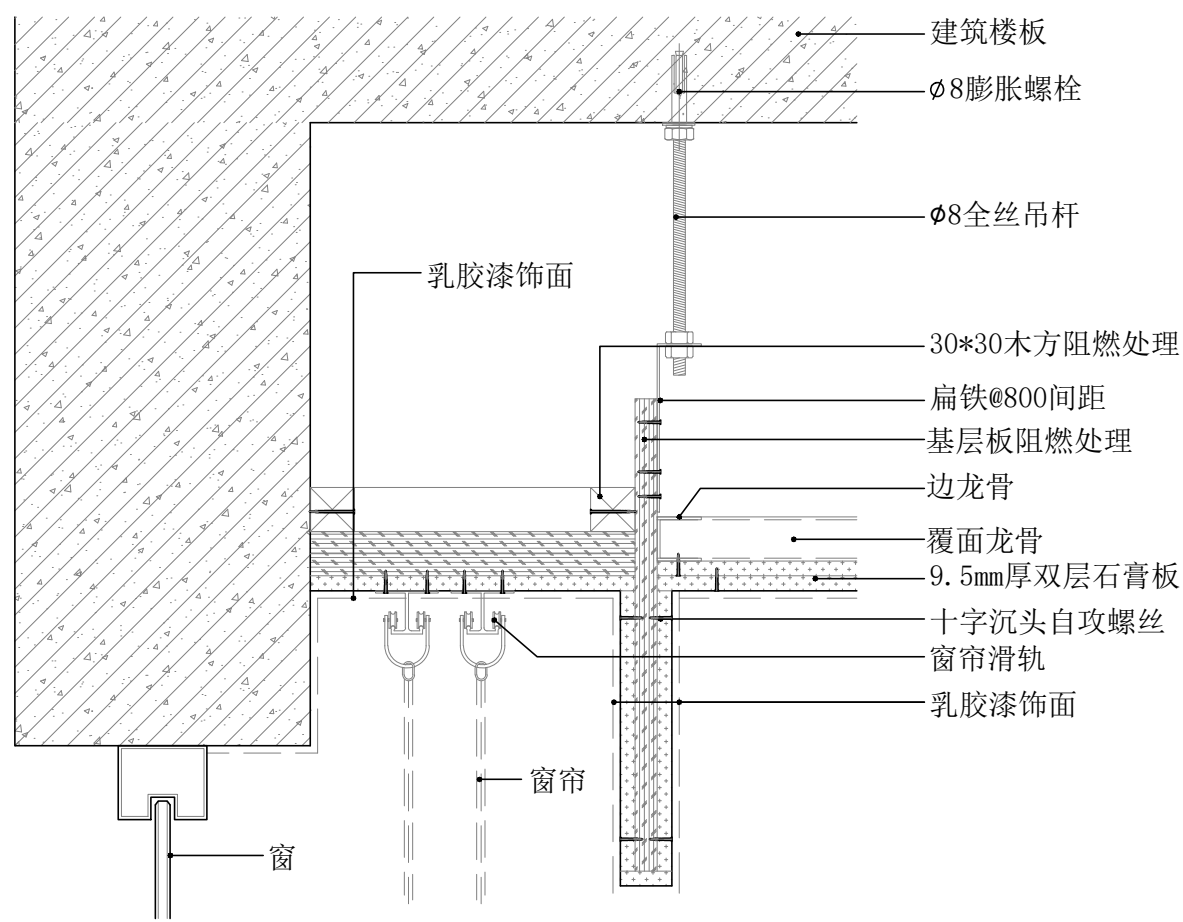 建筑楼板
ϕ8膨胀螺栓
ϕ8全丝吊杆
乳胶漆饰面
30*30木方阻燃处理
扁铁@800间距
基层板阻燃处理
边龙骨
覆面龙骨
9.5mm厚双层石膏板
十字沉头自攻螺丝
窗帘滑轨
乳胶漆饰面
窗帘
窗